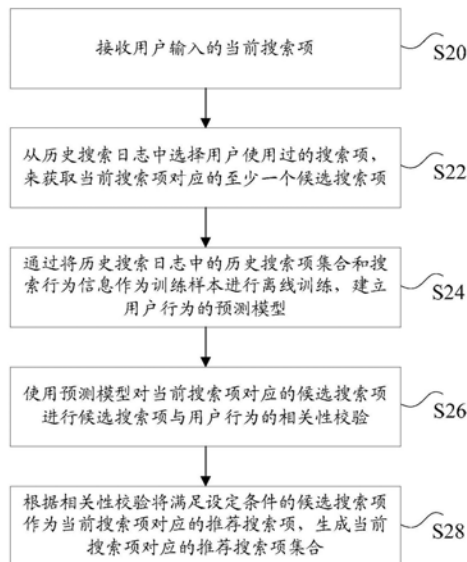 接收用户输入的当前搜索项
S20
从历史搜索日志中选择用户使用过的搜索项、
来获取当前搜索项对应的至少一个候选搜索项
S22
通过将历史搜索日志中的历史搜索项集合和搜
索行为信息作为训练样本进行离线训练、建立
用户行为的预测模型
S24
使用预测模型对当前搜索项对应的候选搜索项
进行候选搜索项与用户行为的相关性校验
S26
根据相关性校验将满足设定条件的候选搜索项
作为当前搜索项对应的推荐搜索项、生成当前
搜索项对应的推荐搜索项集合
S28